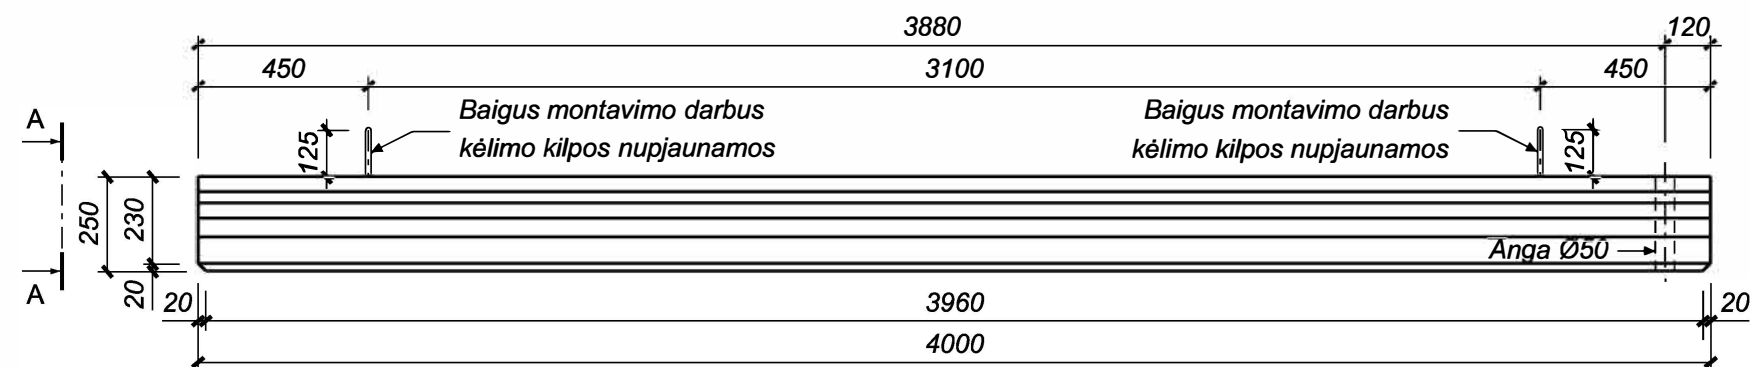 3880
120
450
3100
450
A
Baigus montavimo darbus
kėlimo kilpos nupjaunamos
Baigus montavimo darbus
kėlimo kilpos nupjaunamos
125
125
250
230
20
Anga Ø50
A
20
3960
20
4000